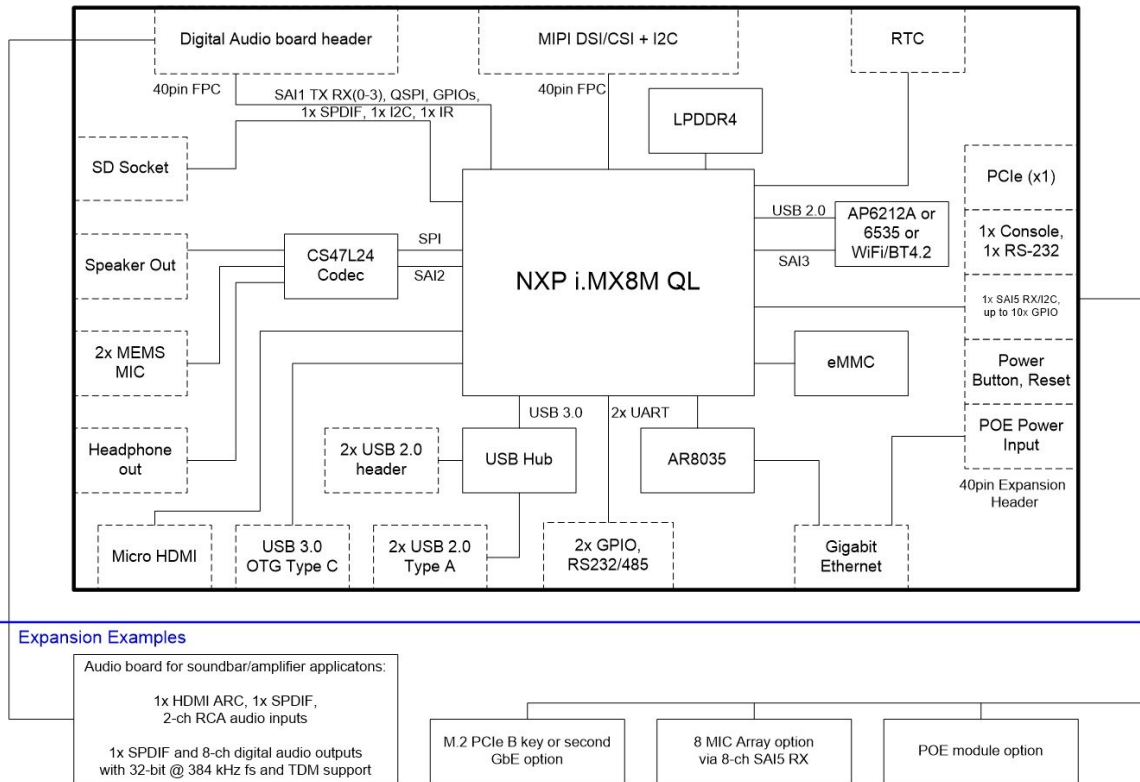 Digital Audio board header
MIPI DSI/CSI + I2C
RTC
40pin FPC
SAI1 TX RX(0-3), QSPI, GPIOs,
1x SPDIF, 1x I2C, 1x IR
40pin FPC
LPDDR4
SD Socket
PCIe (x1)
USB 2.0
AP6212A or
6535 or
WiFi/BT4.2
SAI3
1x Console,
1x RS-232
Speaker Out
CS47L24
Codec
SPI
SAI2
NXP i.MX8M QL
1x SAI5 RX/I2C,
up to 10x GPIO
2x MEMS
MIC
eMMC
Power
Button, Reset
USB 3.0
2x UART
POE Power
Input
Headphone
out
2x USB 2.0
header
USB Hub
AR8035
40pin Expansion
Header
Micro HDMI
USB 3.0
OTG Type C
2x USB 2.0
Type A
2x GPIO,
RS232/485
Gigabit
Ethernet
Expansion Examples
Audio board for soundbar/amplifier applicatons:
1x HDMI ARC, 1x SPDIF,
2-ch RCA audio inputs
1x SPDIF and 8-ch digital audio outputs
with 32-bit @ 384 kHz fs and TDM support
M.2 PCIe B key or second
GbE option
8 MIC Array option
via 8-ch SAI5 RX
POE module option